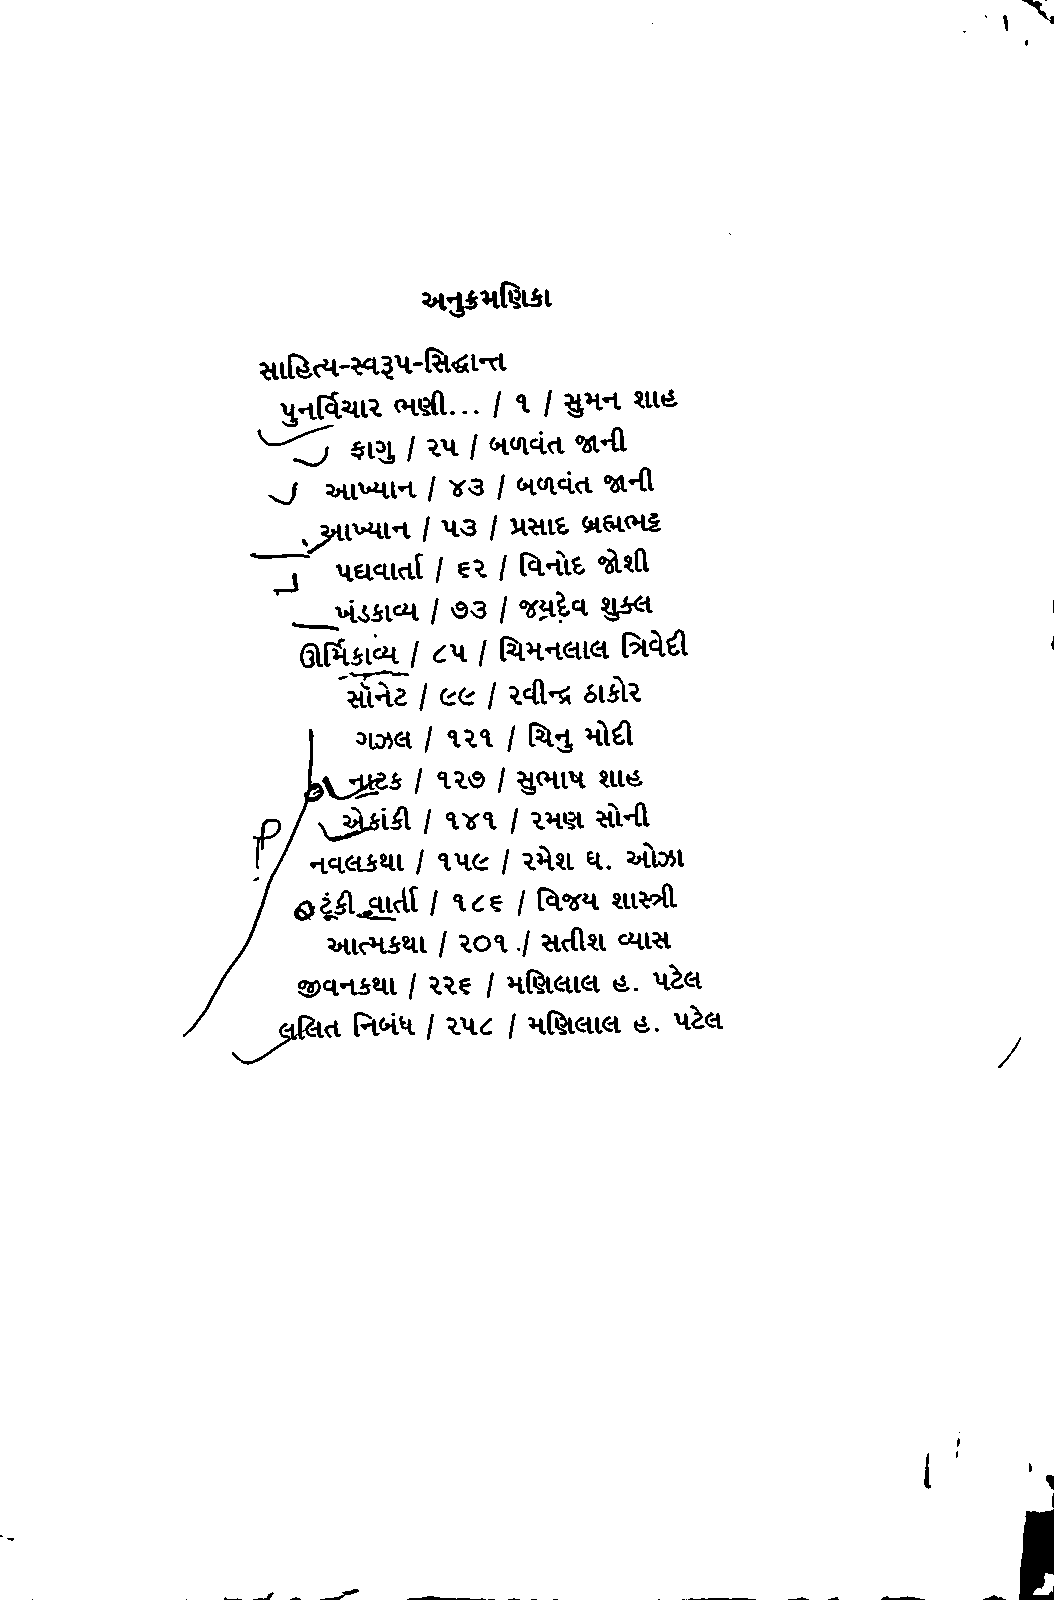 અનુક્રમણિકા
સાહિત્ય-સ્વરૂપ-સિદ્ધાન્ત
પુનર્વિચાર ભણી... / ૧ / સુમન શાહ
ફાગુ / ૨૫ / બળવંત જાની
આખ્યાન / ૪૩ / બળવંત જાની
આખ્યાન / ૫૩ / પ્રસાદ બ્રહ્મભટ્ટ
પદ્યવાર્તા / ૬૨ / વિનોદ જોશી
ખંડકાવ્ય / ૭૩ / જયદેવ શુક્લ
ઊર્મિકાવ્ય / ૮૫ / ચિમનલાલ ત્રિવેદી
સૉનેટ / ૯૯ / રવીન્દ્ર ઠાકોર
ગઝલ / ૧૨૧ / ચિનુ મોદી
નાટક / ૧૨૭ / સુભાષ શાહ
એકાંકી / ૧૪૧ / રમણ સોની
નવલકથા / ૧૫૯ / રમેશ ઘ. ઓઝા
ટૂંકી વાર્તા / ૧૮૬ / વિજય શાસ્ત્રી
આત્મકથા / ૨૦૧ / સતીશ વ્યાસ
જીવનકથા / ૨૨૬ / મણિલાલ હ. પટેલ
લલિત નિબંધ / ૨૫૮ / મણિલાલ હ. પટેલ